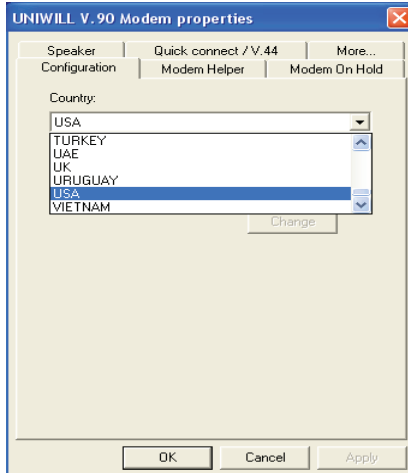 UNIWILL V.90 Modem properties
Speaker Quick connect / V.44 More...
Configuration Modem Helper Modem On Hold
Country:
USA
TURKEY
UAE
UK
URUGUAY
USA
VIETNAM
Change
OK Cancel Apply